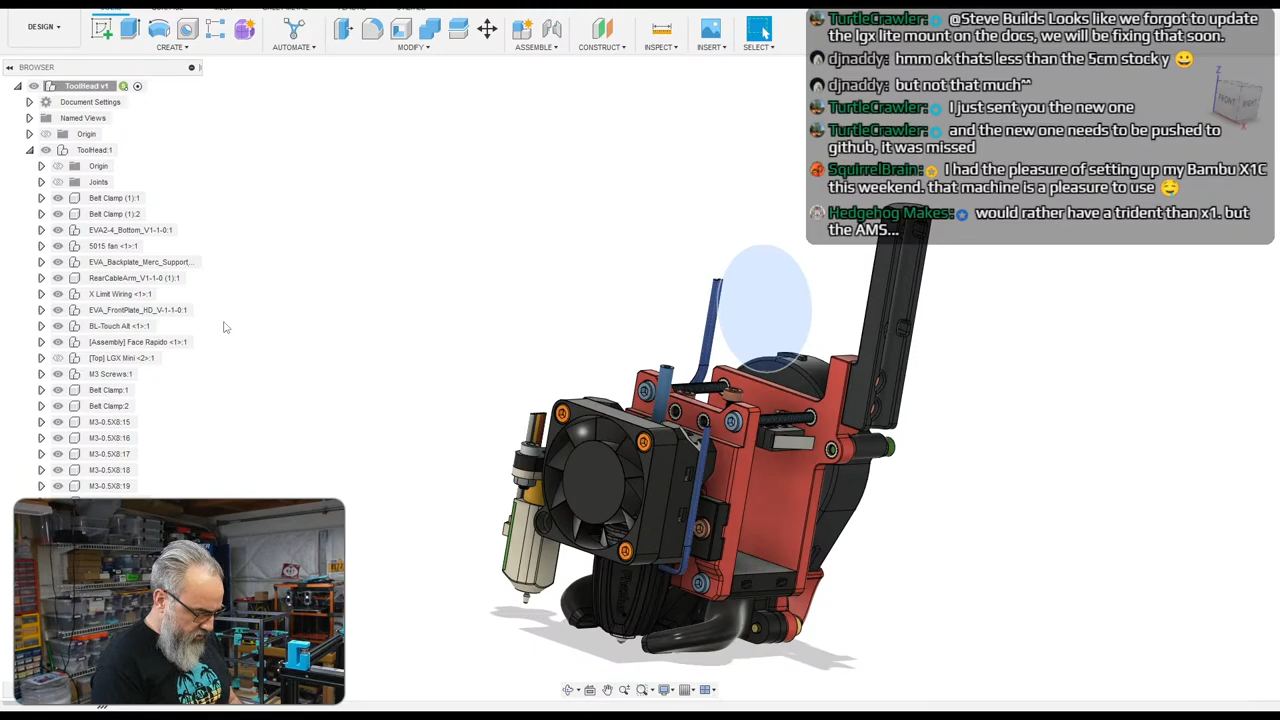 DESIGN
CREATE
AUTOMATE
MODIFY
ASSEMBLE
CONSTRUCT
INSPECT
INSERT
SELECT
BROWSER
ToolHead v1
Document Settings
Named Views
Origin
ToolHead:1
Origin
Joints
Belt Clamp (1):1
Belt Clamp (1):2
EVA2-4_Bottom_V1-1-0:1
5015 fan <1>:1
EVA_Backplate_Merc_Support...
RearCableArm_V1-1-0 (1):1
X Limit Wiring <1>:1
EVA_FrontPlate_HD_V-1-1-0:1
BL-Touch Alt <1>:1
[Assembly] Face Rapido <1>:1
[Top] LGX Mini <2>:1
M3 Screws:1
Belt Clamp:1
Belt Clamp:2
M3-0.5X8:15
M3-0.5X8:16
M3-0.5X8:17
M3-0.5X8:18
M3-0.5X8:19
TurtleCrawler: @Steve Builds Looks like we forgot to update
the lgx lite mount on the docs, we will be fixing that soon.
djnaddy: hmm ok thats less than the 5cm stock y 😀
djnaddy: but not that much^^
TurtleCrawler: I just sent you the new one
TurtleCrawler: and the new one needs to be pushed to
github, it was missed
SquirrelBrain: I had the pleasure of setting up my Bambu X1C
this weekend. that machine is a pleasure to use 🤤
Hedgehog Makes: would rather have a trident than x1. but
the AMS...
Z
FRONT
RIGHT
X